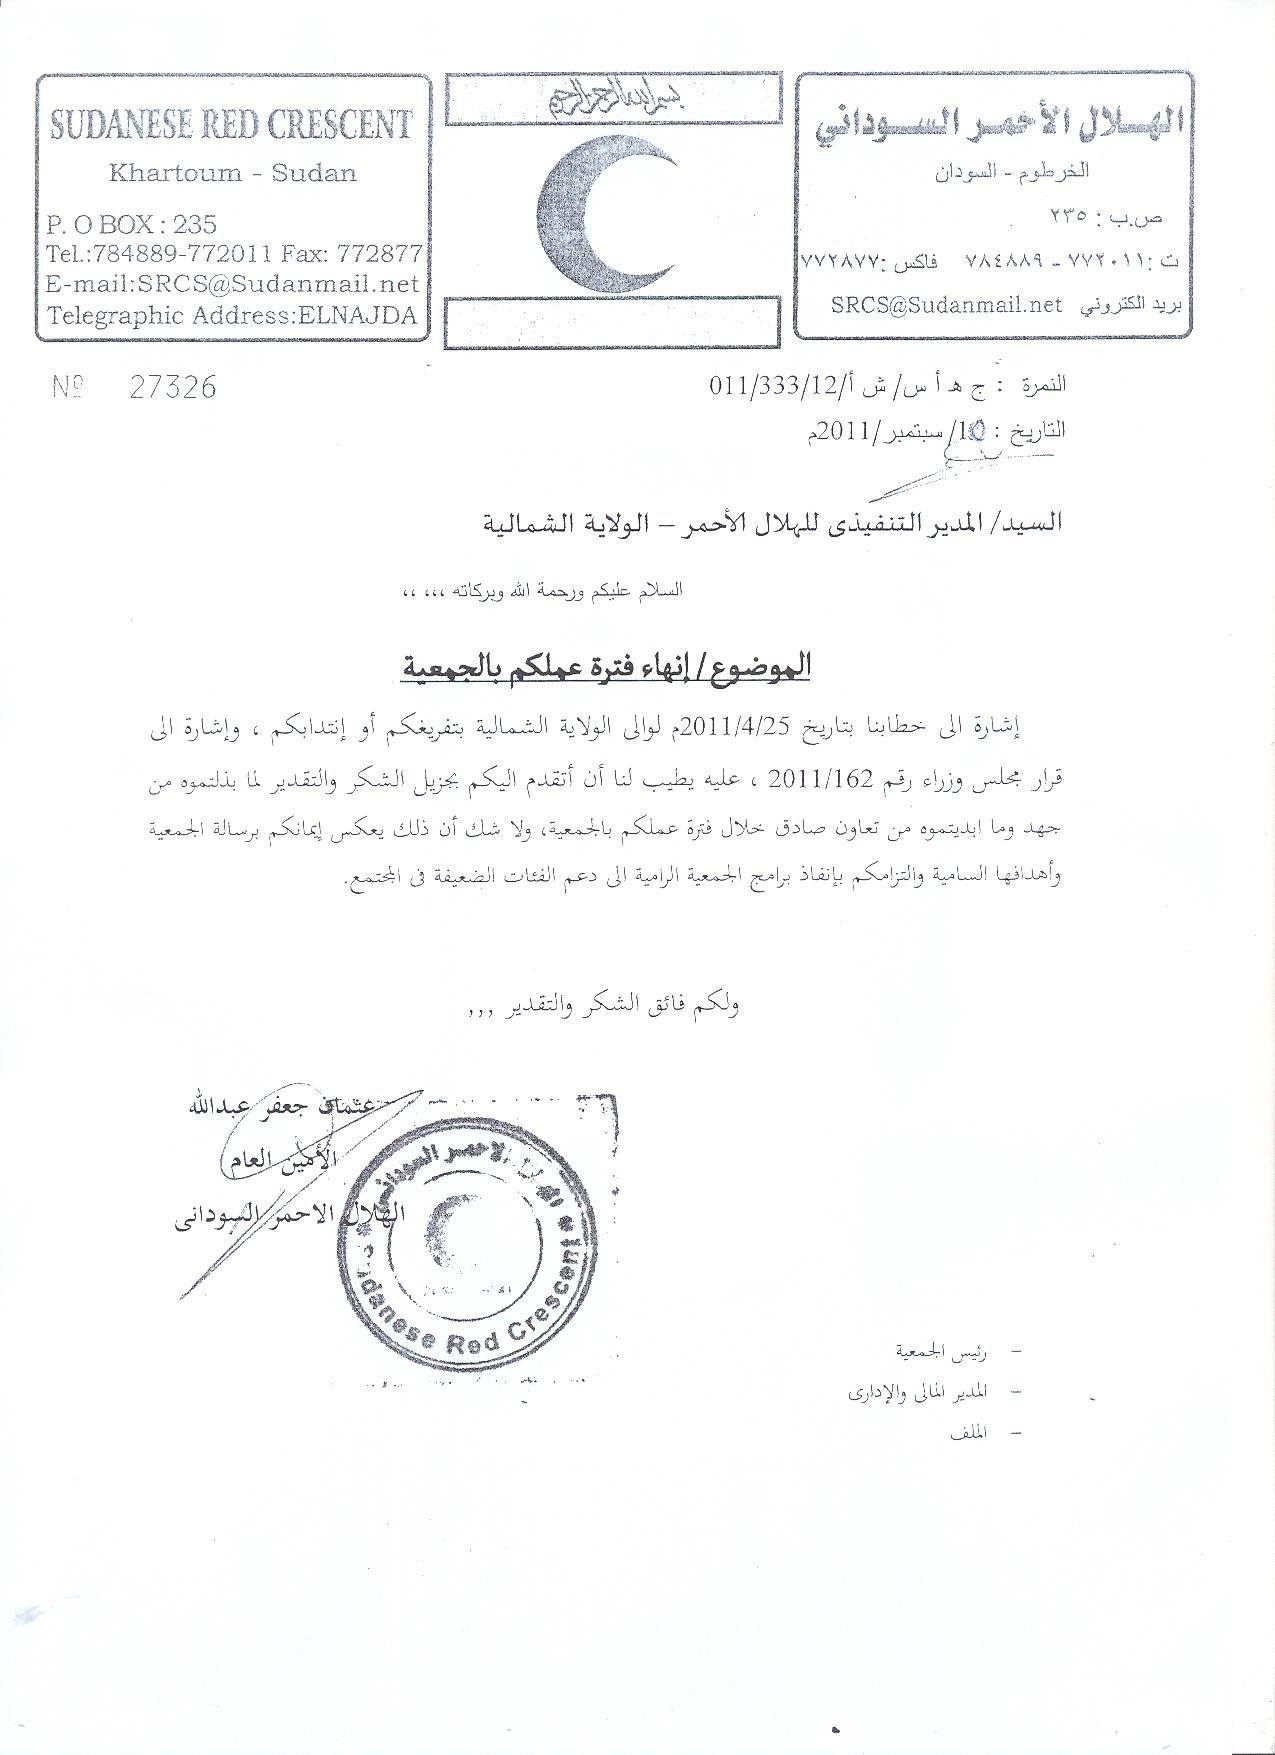 SUDANESE RED CRESCENT
Khartoum - Sudan
P. O BOX : 235
Tel.:784889-772011 Fax: 772877
E-mail:SRCS@Sudanmail.net
Telegraphic Address:ELNAJDA
بسم الله الرحمن الرحيم
الهلال الأحمر السوداني
الخرطوم - السودان
ص.ب : ٢٣٥
ت :٧٧٢٠١١ - ٧٨٤٨٨٩ فاكس :٧٧٢٨٧٧
بريد الكتروني SRCS@Sudanmail.net
Nº 27326
النمرة : ج هـ أ س/ ش أ/011/333/12
التاريخ : 10/سبتمبر/2011م
السيد/ المدير التنفيذى للهلال الأحمر – الولاية الشمالية
السلام عليكم ورحمة الله وبركاته ،،، ،،
الموضوع/ إنهاء فترة عملكم بالجمعية
إشارة الى خطابنا بتاريخ 2011/4/25م لوالى الولاية الشمالية بتفريغكم أو إنتدابكم ، وإشارة الى
قرار مجلس وزراء رقم 2011/162 ، عليه يطيب لنا أن أتقدم اليكم بجزيل الشكر والتقدير لما بذلتموه من
جهد وما ابديتموه من تعاون صادق خلال فترة عملكم بالجمعية، ولا شك أن ذلك يعكس إيمانكم برسالة الجمعية
وأهدافها السامية والتزامكم بإنفاذ برامج الجمعية الرامية الى دعم الفئات الضعيفة فى المجتمع.
ولكم فائق الشكر والتقدير ,,,
عثمان جعفر عبدالله
الأمين العام
الهلال الاحمر السودانى
الهلال الاحمر السودانى
Sudanese Red Crescent
– رئيس الجمعية
– المدير المالى والإدارى
– الملف